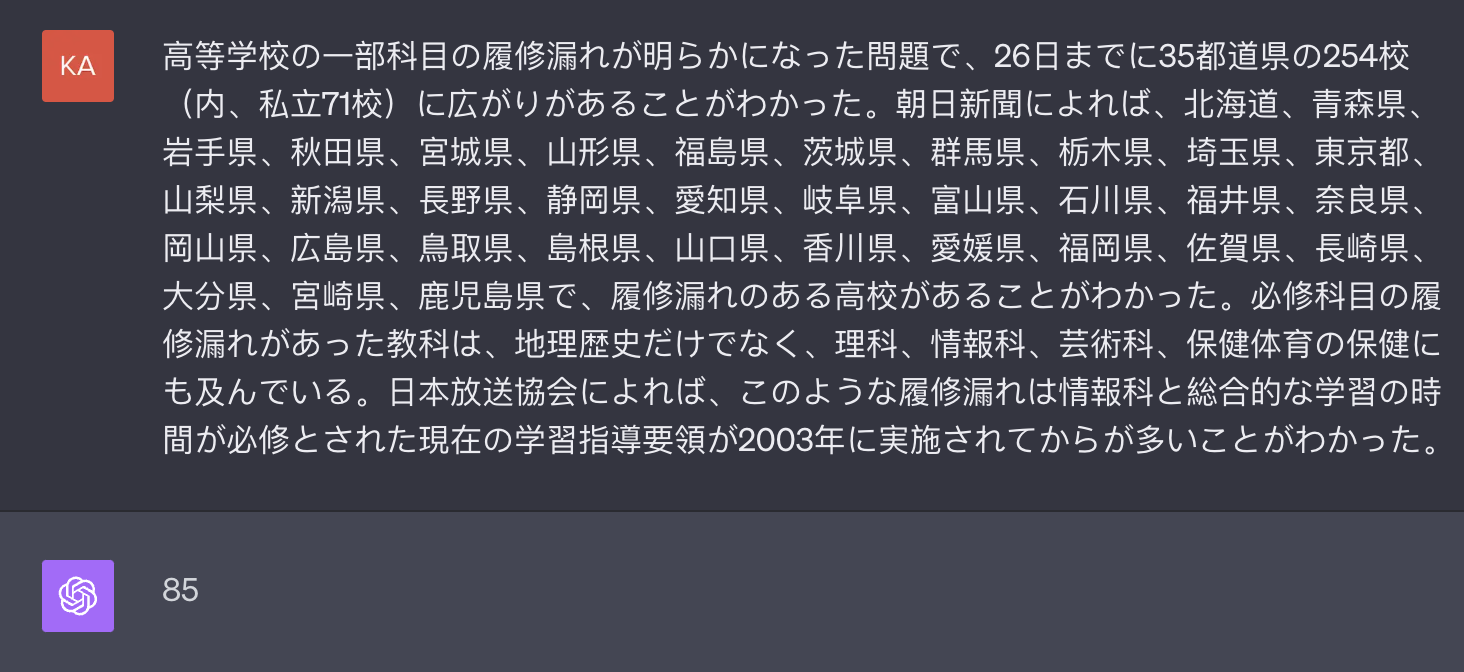 KA
高等学校の一部科目の履修漏れが明らかになった問題で、26日までに35都道県の254校
（内、私立71校）に広がりがあることがわかった。朝日新聞によれば、北海道、青森県、
岩手県、秋田県、宮城県、山形県、福島県、茨城県、群馬県、栃木県、埼玉県、東京都、
山梨県、新潟県、長野県、静岡県、愛知県、岐阜県、富山県、石川県、福井県、奈良県、
岡山県、広島県、鳥取県、島根県、山口県、香川県、愛媛県、福岡県、佐賀県、長崎県、
大分県、宮崎県、鹿児島県で、履修漏れのある高校があることがわかった。必修科目の履
修漏れがあった教科は、地理歴史だけでなく、理科、情報科、芸術科、保健体育の保健に
も及んでいる。日本放送協会によれば、このような履修漏れは情報科と総合的な学習の時
間が必修とされた現在の学習指導要領が2003年に実施されてからが多いことがわかった。
85